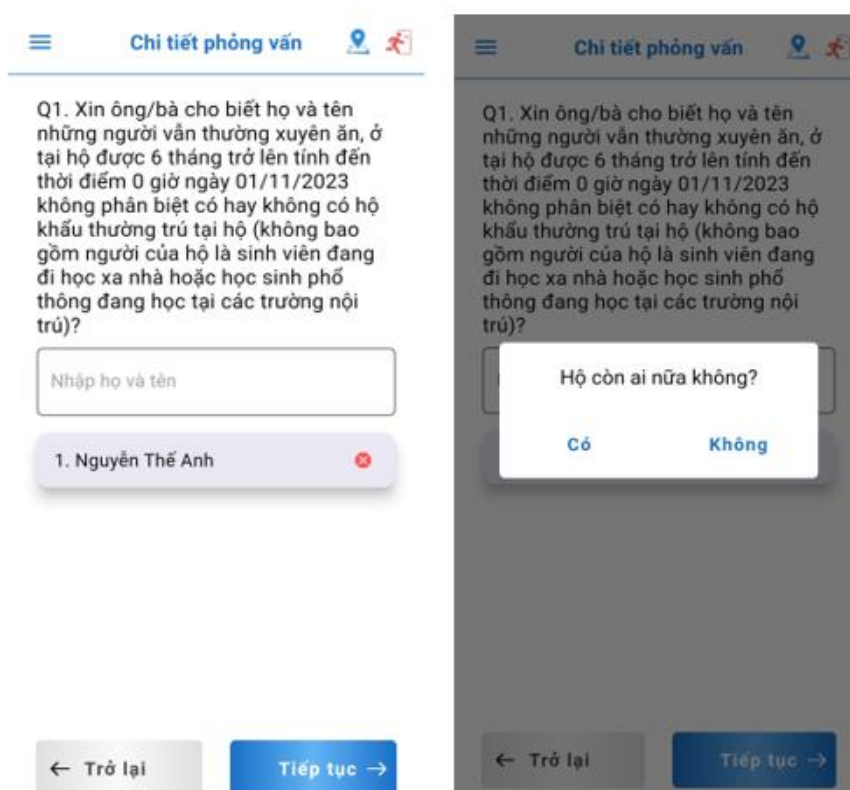 Chi tiết phỏng vấn
Q1. Xin ông/bà cho biết họ và tên
những người vẫn thường xuyên ăn, ở
tại hộ được 6 tháng trở lên tính đến
thời điểm 0 giờ ngày 01/11/2023
không phân biệt có hay không có hộ
khẩu thường trú tại hộ (không bao
gồm người của hộ là sinh viên đang
đi học xa nhà hoặc học sinh phổ
thông đang học tại các trường nội
trú)?
Nhập họ và tên
1. Nguyễn Thế Anh
← Trở lại
Tiếp tục →
Chi tiết phỏng vấn
Q1. Xin ông/bà cho biết họ và tên
những người vẫn thường xuyên ăn, ở
tại hộ được 6 tháng trở lên tính đến
thời điểm 0 giờ ngày 01/11/2023
không phân biệt có hay không có hộ
khẩu thường trú tại hộ (không bao
gồm người của hộ là sinh viên đang
đi học xa nhà hoặc học sinh phổ
thông đang học tại các trường nội
trú)?
Hộ còn ai nữa không?
Có
Không
← Trở lại
Tiếp tục →